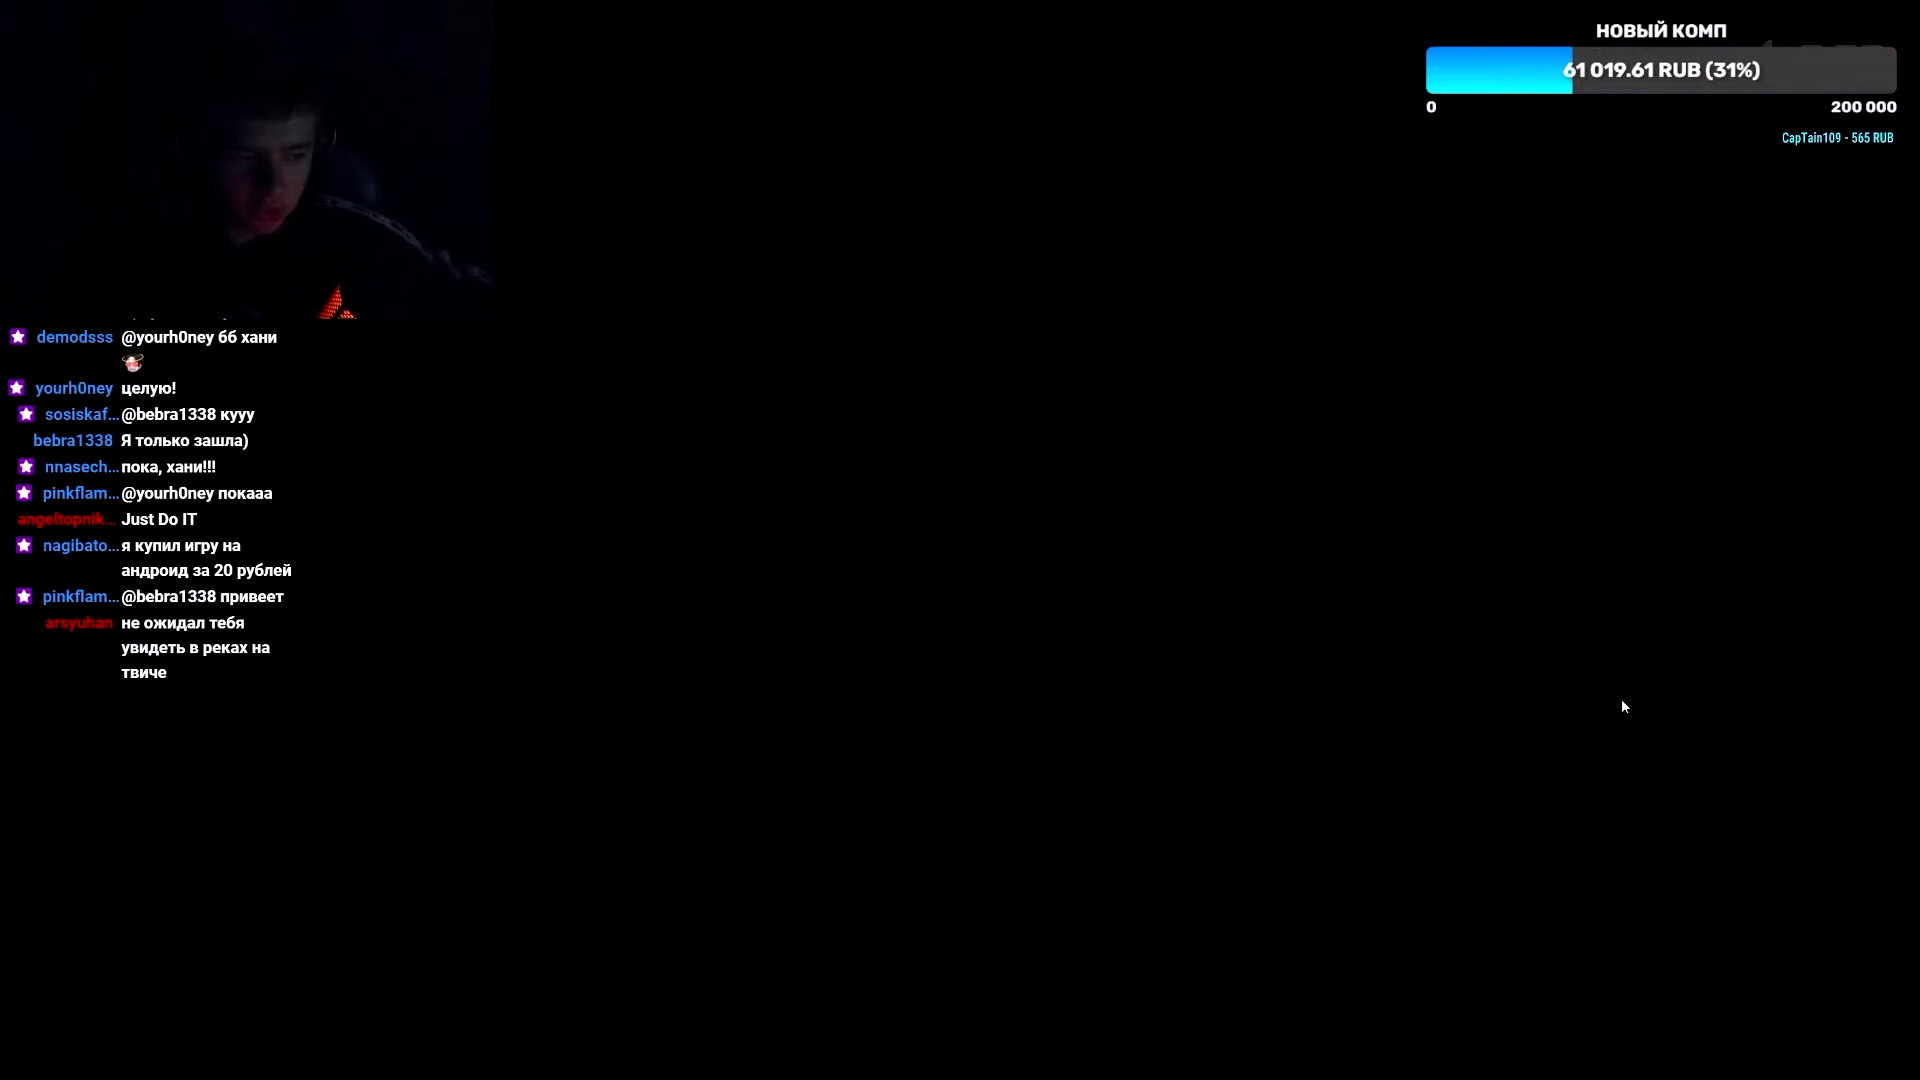 НОВЫЙ КОМП
61 019.61 RUB (31%)
0 200 000
CapTain109 - 565 RUB
demodsss @yourh0ney 66 хани
yourh0ney целую!
sosiskaf... @bebra1338 кууу
bebra1338 Я только зашла)
nnasech... пока, хани!!!
pinkflam... @yourh0ney покааа
angeltopnik... Just Do IT
nagibato... я купил игру на
андроид за 20 рублей
pinkflam... @bebra1338 привеет
arsyuhan не ожидал тебя
увидеть в реках на
твиче